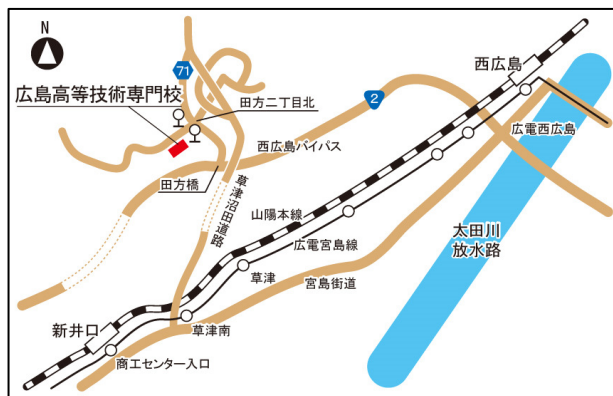 N
71
西広島
広島高等技術専門校
田方二丁目北
2
広電西広島
西広島バイパス
田方橋
草津沼田道路
山陽本線
太田川
放水路
広電宮島線
草津
宮島街道
新井口
草津南
商工センター入口